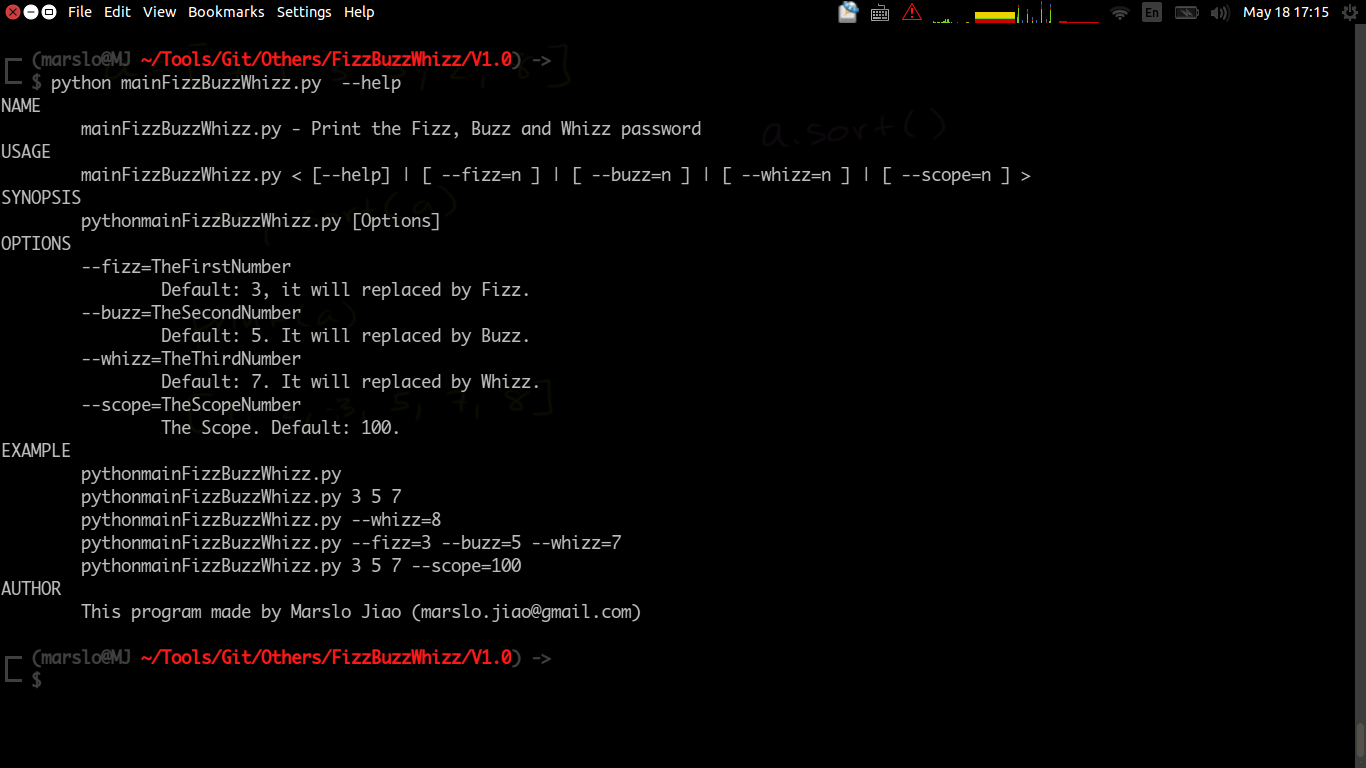 File Edit View Bookmarks Settings Help
En
May 18 17:15
(marslo@MJ ~/Tools/Git/Others/FizzBuzzWhizz/V1.0) ->
$ python mainFizzBuzzWhizz.py  --help
NAME
mainFizzBuzzWhizz.py - Print the Fizz, Buzz and Whizz password
a.sort()
USAGE
mainFizzBuzzWhizz.py < [--help] | [ --fizz=n ] | [ --buzz=n ] | [ --whizz=n ] | [ --scope=n ] >
SYNOPSIS
pythonmainFizzBuzzWhizz.py [Options]
OPTIONS
--fizz=TheFirstNumber
Default: 3, it will replaced by Fizz.
--buzz=TheSecondNumber
Default: 5. It will replaced by Buzz.
--whizz=TheThirdNumber
Default: 7. It will replaced by Whizz.
--scope=TheScopeNumber
The Scope. Default: 100.
EXAMPLE
pythonmainFizzBuzzWhizz.py
pythonmainFizzBuzzWhizz.py 3 5 7
pythonmainFizzBuzzWhizz.py --whizz=8
pythonmainFizzBuzzWhizz.py --fizz=3 --buzz=5 --whizz=7
pythonmainFizzBuzzWhizz.py 3 5 7 --scope=100
AUTHOR
This program made by Marslo Jiao (marslo.jiao@gmail.com)
(marslo@MJ ~/Tools/Git/Others/FizzBuzzWhizz/V1.0) ->
$